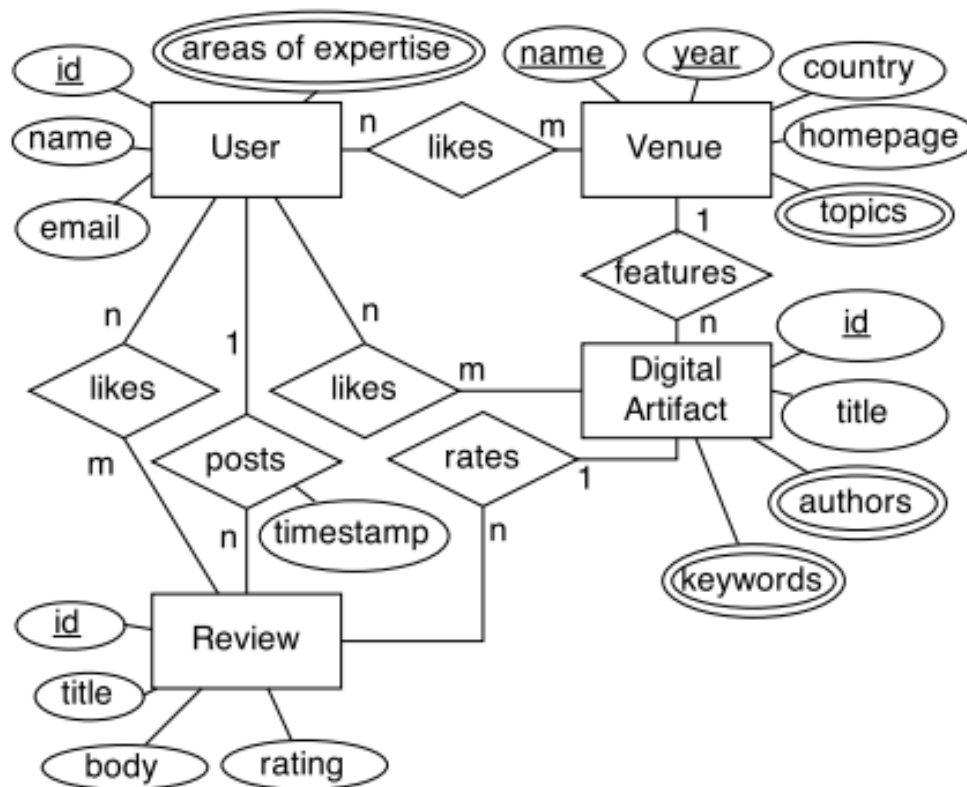 areas of expertise
id
name
year
country
name
User
n
likes
m
Venue
homepage
email
topics
1
features
n
n
1
n
id
likes
likes
m
Digital
Artifact
title
m
posts
rates
1
authors
timestamp
n
n
keywords
id
Review
title
body
rating